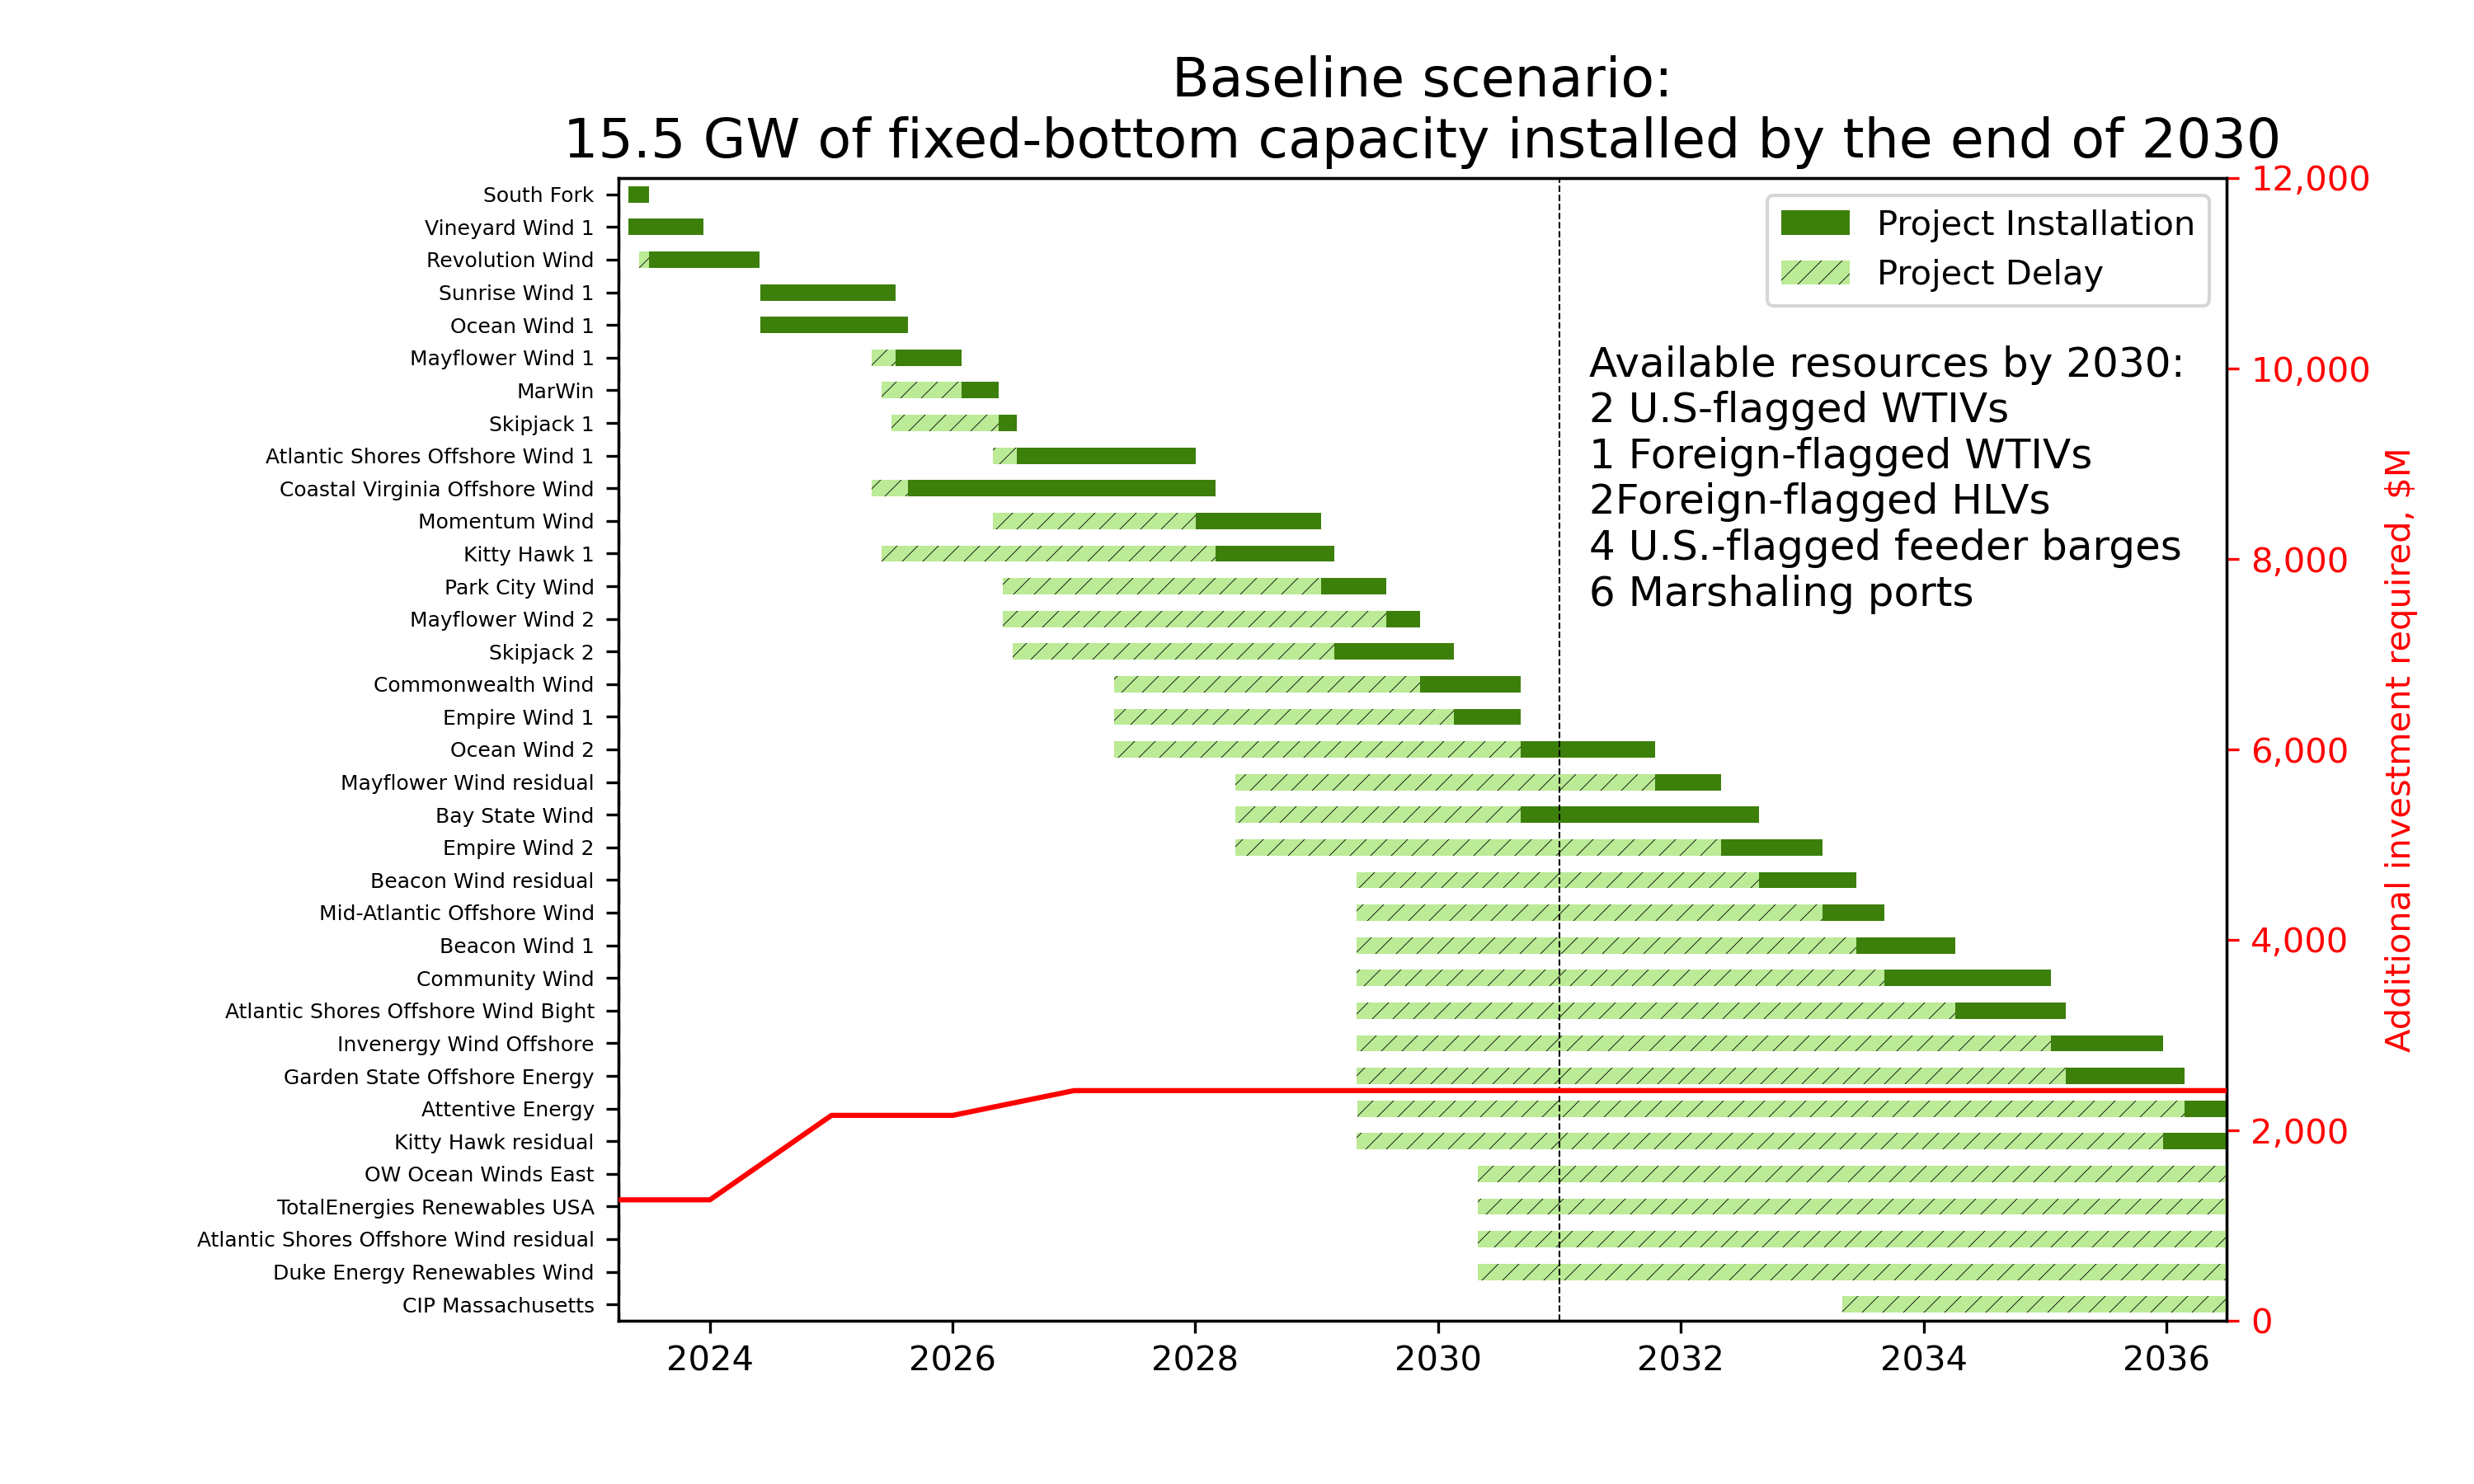 Baseline scenario:
15.5 GW of fixed-bottom capacity installed by the end of 2030
South Fork
Vineyard Wind 1
Revolution Wind
Sunrise Wind 1
Ocean Wind 1
Mayflower Wind 1
MarWin
Skipjack 1
Atlantic Shores Offshore Wind 1
Coastal Virginia Offshore Wind
Momentum Wind
Kitty Hawk 1
Park City Wind
Mayflower Wind 2
Skipjack 2
Commonwealth Wind
Empire Wind 1
Ocean Wind 2
Mayflower Wind residual
Bay State Wind
Empire Wind 2
Beacon Wind residual
Mid-Atlantic Offshore Wind
Beacon Wind 1
Community Wind
Atlantic Shores Offshore Wind Bight
Invenergy Wind Offshore
Garden State Offshore Energy
Attentive Energy
Kitty Hawk residual
OW Ocean Winds East
TotalEnergies Renewables USA
Atlantic Shores Offshore Wind residual
Duke Energy Renewables Wind
CIP Massachusetts
Project Installation
Project Delay
Available resources by 2030:
2 U.S-flagged WTIVs
1 Foreign-flagged WTIVs
2Foreign-flagged HLVs
4 U.S.-flagged feeder barges
6 Marshaling ports
12,000
10,000
8,000
6,000
4,000
2,000
0
Additional investment required, $M
2024
2026
2028
2030
2032
2034
2036